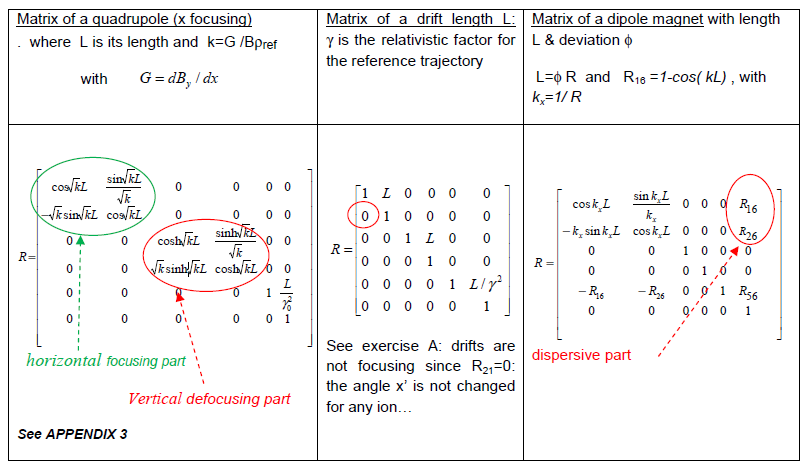 Matrix of a quadrupole (x focusing)
. where L is its length and k=G /Bρref
with G = dBy / dx
Matrix of a drift length L:
γ is the relativistic factor for
the reference trajectory
Matrix of a dipole magnet with length
L & deviation ϕ
L=ϕ R and R16 =1-cos( kL) , with
kx=1/ R
R=
cos√kL sin√kL/√k 0 0 0 0
-√k sin√kL cos√kL 0 0 0 0
0 0 cosh√kL sinh√kL/√k 0 0
0 0 √k sinh√kL cosh√kL 0 0
0 0 0 0 1 L/γ0²
0 0 0 0 0 1
horizontal focusing part
Vertical defocusing part
See APPENDIX 3
R=
1 L 0 0 0 0
0 1 0 0 0 0
0 0 1 L 0 0
0 0 0 1 0 0
0 0 0 0 1 L/γ²
0 0 0 0 0 1
See exercise A: drifts are
not focusing since R21=0:
the angle x' is not changed
for any ion…
R=
cos kxL sin kxL/kx 0 0 0 R16
-kx sin kxL cos kxL 0 0 0 R26
0 0 1 0 0 0
0 0 0 1 0 0
-R16 -R26 0 0 1 R56
0 0 0 0 0 1
dispersive part